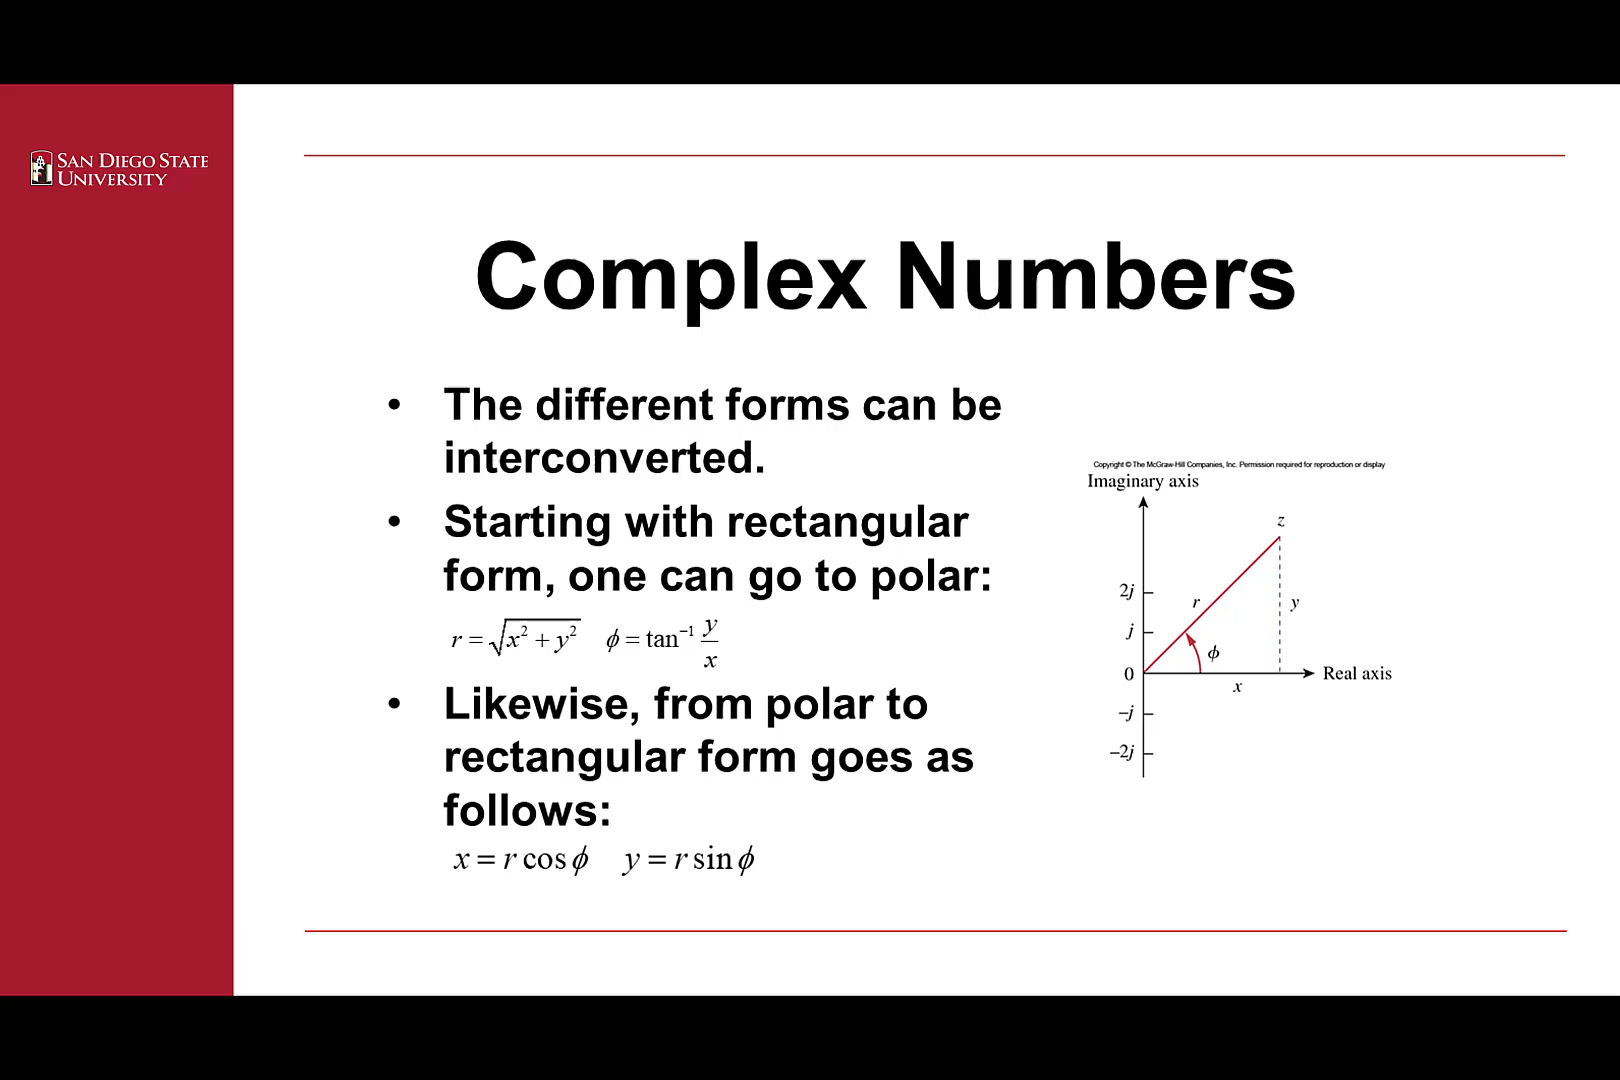 SAN DIEGO STATE
UNIVERSITY
Complex Numbers
• The different forms can be
interconverted.
• Starting with rectangular
form, one can go to polar:
r = √(x² + y²)   ϕ = tan⁻¹ y/x
• Likewise, from polar to
rectangular form goes as
follows:
x = r cos ϕ   y = r sin ϕ
Copyright © The McGraw-Hill Companies, Inc. Permission required for reproduction or display
Imaginary axis
z
2j
r
y
j
ϕ
0
Real axis
x
–j
–2j